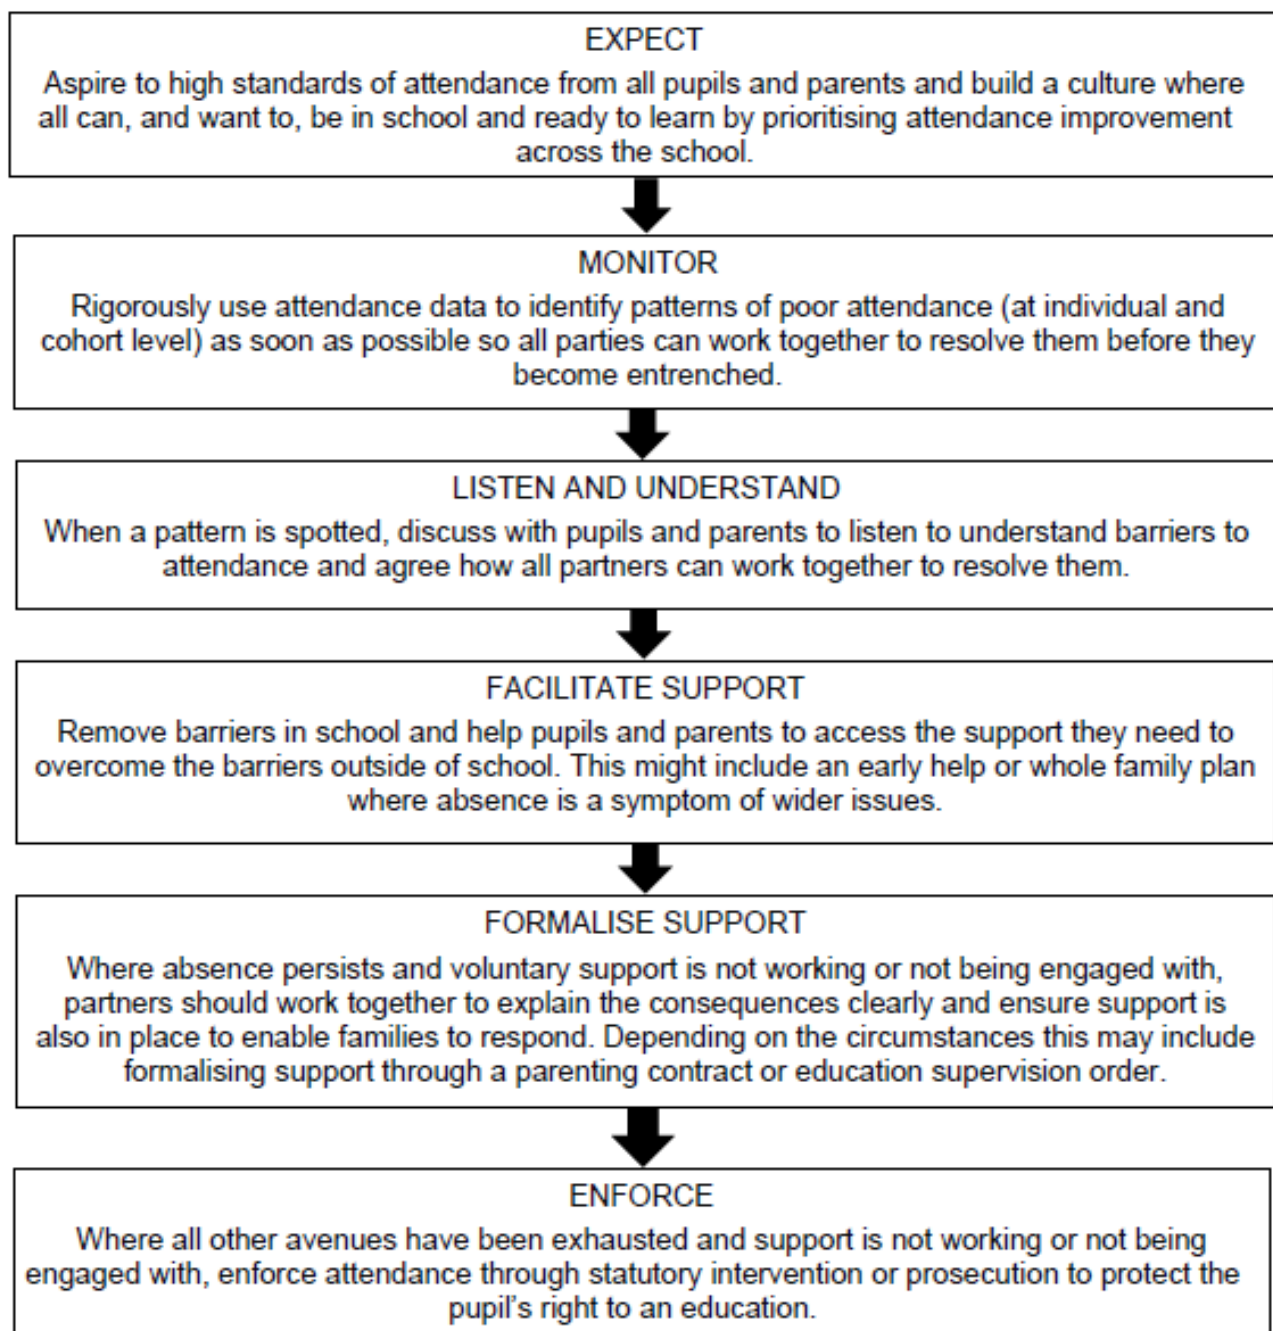 EXPECT
Aspire to high standards of attendance from all pupils and parents and build a culture where
all can, and want to, be in school and ready to learn by prioritising attendance improvement
across the school.
MONITOR
Rigorously use attendance data to identify patterns of poor attendance (at individual and
cohort level) as soon as possible so all parties can work together to resolve them before they
become entrenched.
LISTEN AND UNDERSTAND
When a pattern is spotted, discuss with pupils and parents to listen to understand barriers to
attendance and agree how all partners can work together to resolve them.
FACILITATE SUPPORT
Remove barriers in school and help pupils and parents to access the support they need to
overcome the barriers outside of school. This might include an early help or whole family plan
where absence is a symptom of wider issues.
FORMALISE SUPPORT
Where absence persists and voluntary support is not working or not being engaged with,
partners should work together to explain the consequences clearly and ensure support is
also in place to enable families to respond. Depending on the circumstances this may include
formalising support through a parenting contract or education supervision order.
ENFORCE
Where all other avenues have been exhausted and support is not working or not being
engaged with, enforce attendance through statutory intervention or prosecution to protect the
pupil's right to an education.